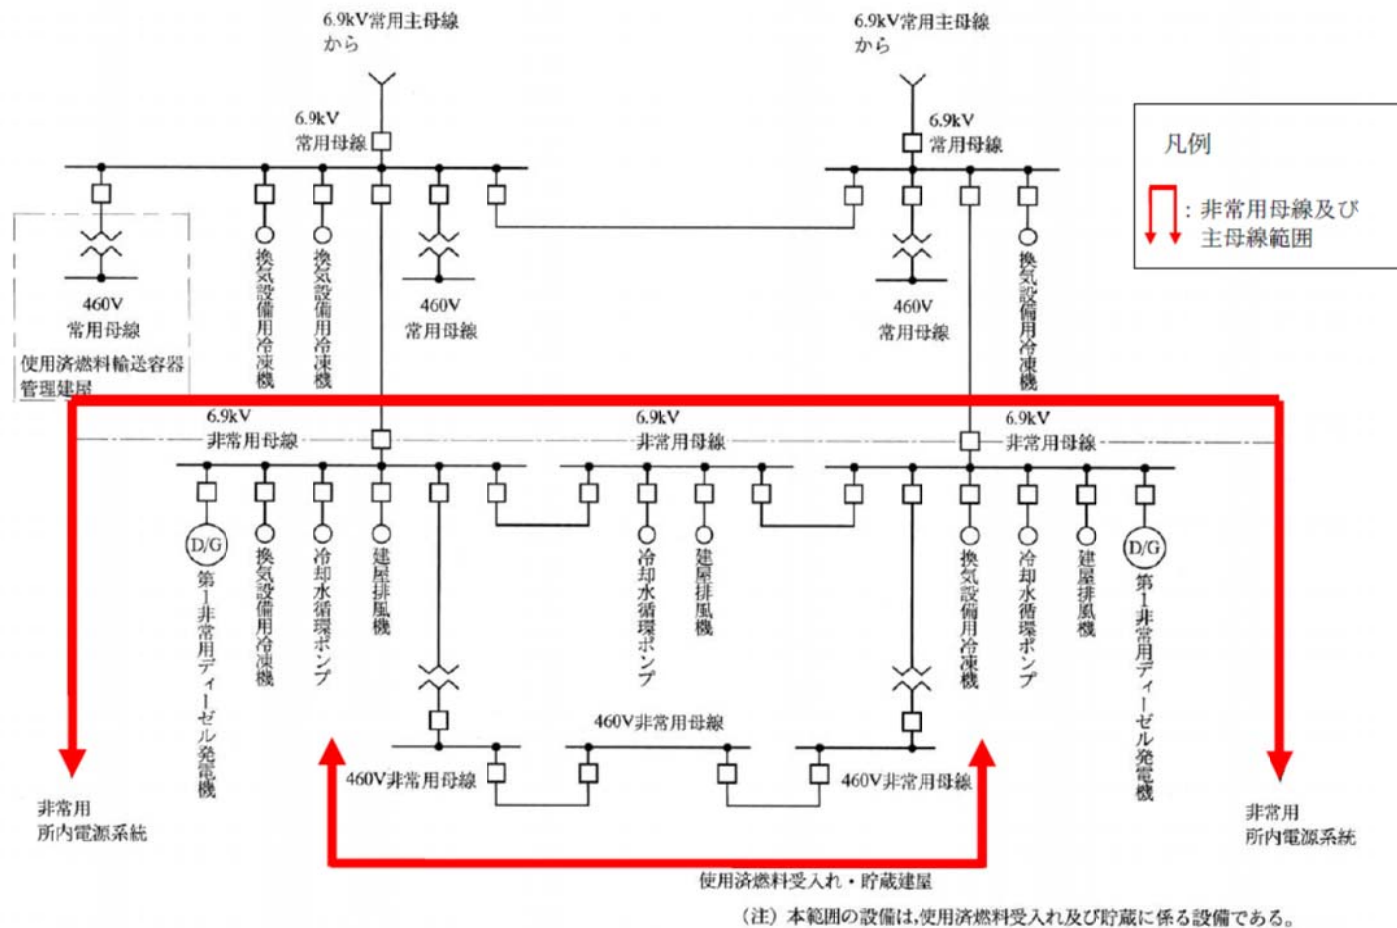 6.9kV常用主母線
から
6.9kV常用主母線
から
凡例
：非常用母線及び
主母線範囲
6.9kV
常用母線
6.9kV
常用母線
460V
常用母線
換気設備用冷凍機
換気設備用冷凍機
460V
常用母線
460V
常用母線
換気設備用冷凍機
使用済燃料輸送容器
管理建屋
6.9kV
非常用母線
6.9kV
非常用母線
6.9kV
非常用母線
D/G
第1非常用ディーゼル発電機
換気設備用冷凍機
冷却水循環ポンプ
建屋排風機
冷却水循環ポンプ
建屋排風機
換気設備用冷凍機
冷却水循環ポンプ
建屋排風機
D/G
第1非常用ディーゼル発電機
460V非常用母線
460V非常用母線
460V非常用母線
非常用
所内電源系統
非常用
所内電源系統
使用済燃料受入れ・貯蔵建屋
（注）本範囲の設備は,使用済燃料受入れ及び貯蔵に係る設備である。